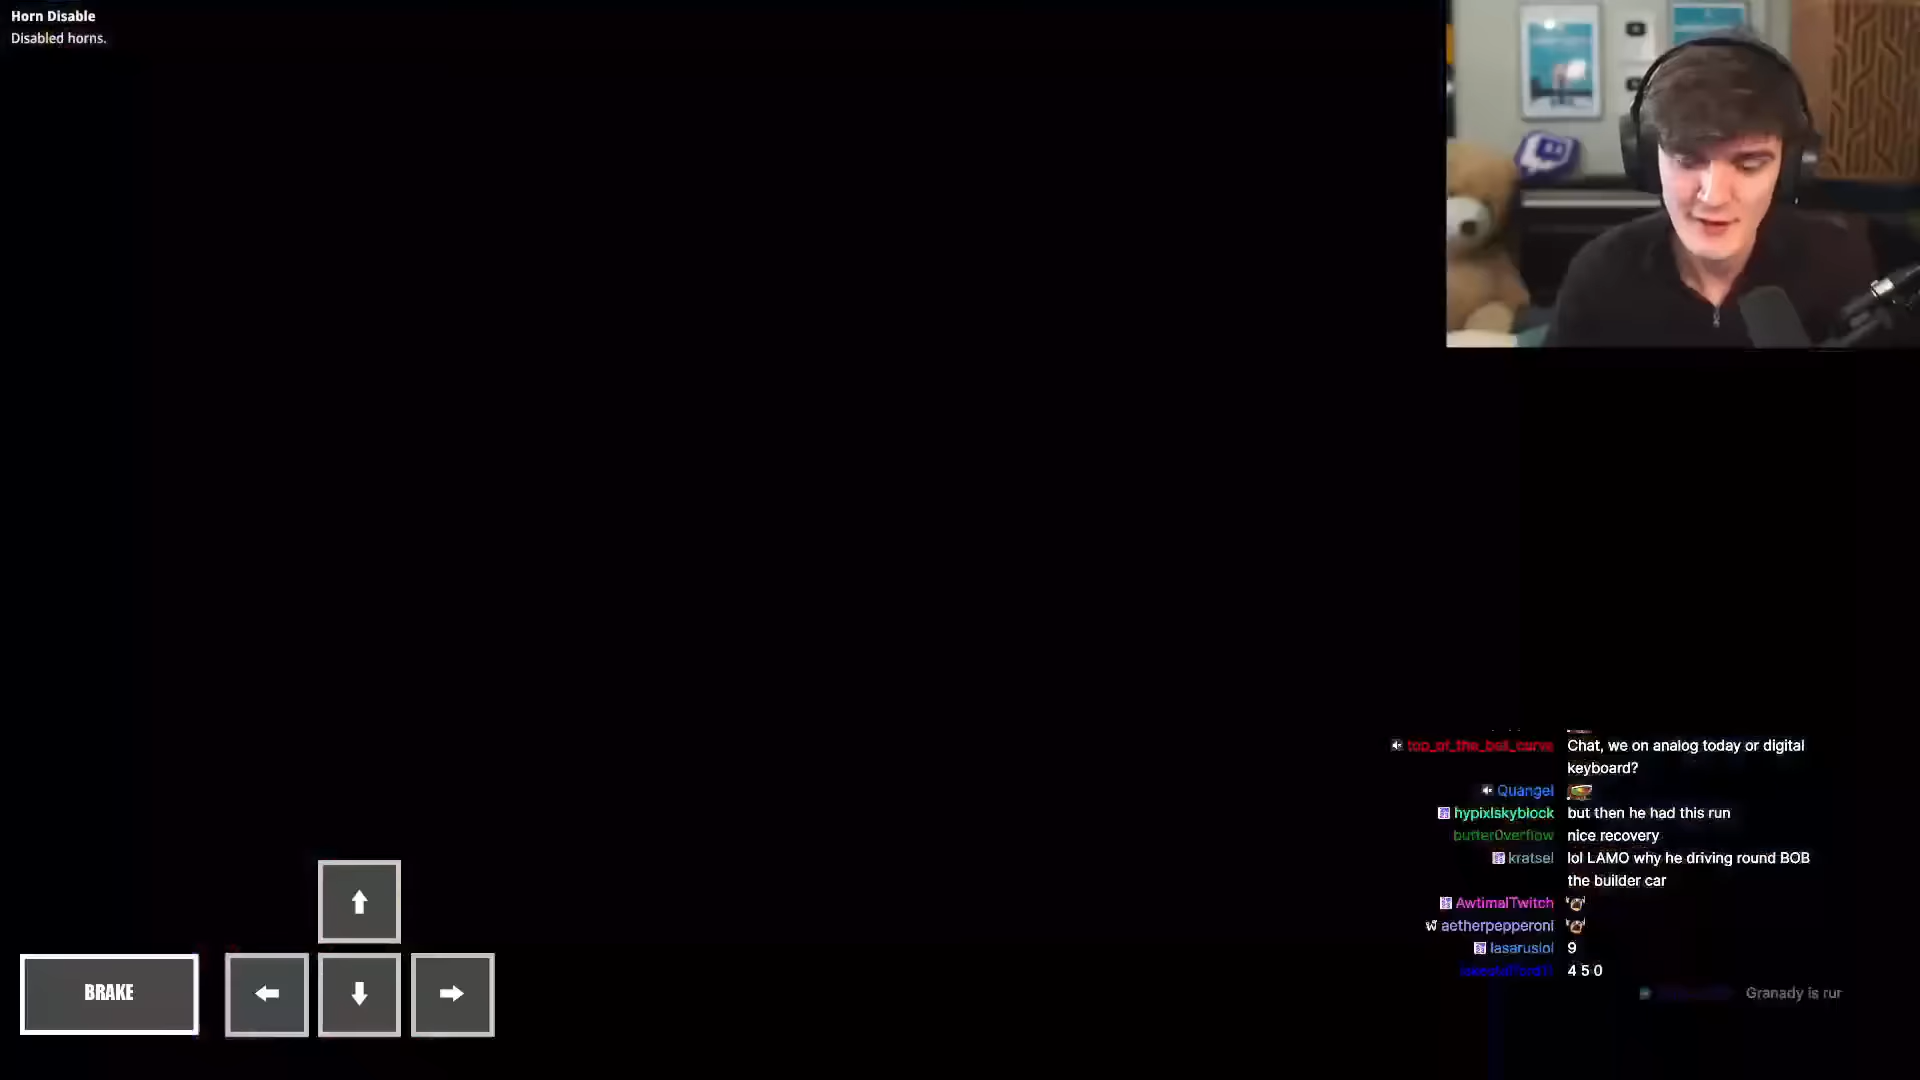 Horn Disable
Disabled horns.
top_of_the_bell_curve Chat, we on analog today or digital
keyboard?
Quangel
hypixlskyblock but then he had this run
butter0verflow nice recovery
kratsel lol LAMO why he driving round BOB
the builder car
AwtimalTwitch
aetherpepperoni
lasaruslol 9
4 5 0
Granady is rur
BRAKE